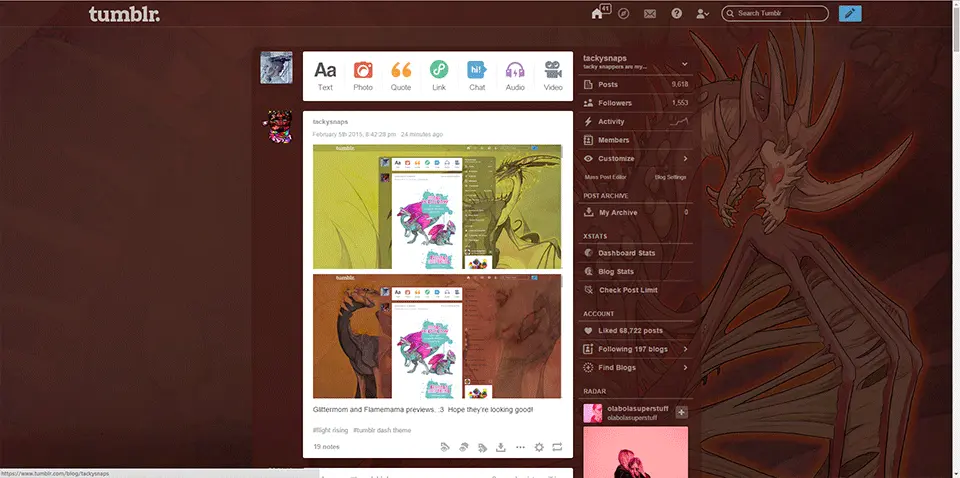 tumblr.
41
Search Tumblr
Aa
Text
Photo
Quote
Link
hi!
Chat
Audio
Video
tackysnaps
February 5th 2015, 8:42:28 pm · 24 minutes ago
tumblr.
tumblr.
Glittermom and Flamemama previews. :3 Hope they're looking good!
#flight rising #tumblr dash theme
19 notes
tackysnaps
tacky snappers are my...
Posts 9,618
Followers 1,553
Activity
Members
Customize
Mass Post Editor Blog Settings
POST ARCHIVE
My Archive 0
XSTATS
Dashboard Stats
Blog Stats
Check Post Limit
ACCOUNT
Liked 68,722 posts
Following 197 blogs
Find Blogs
RADAR
olabolasuperstuff
olabolasuperstuff
https://www.tumblr.com/blog/tackysnaps